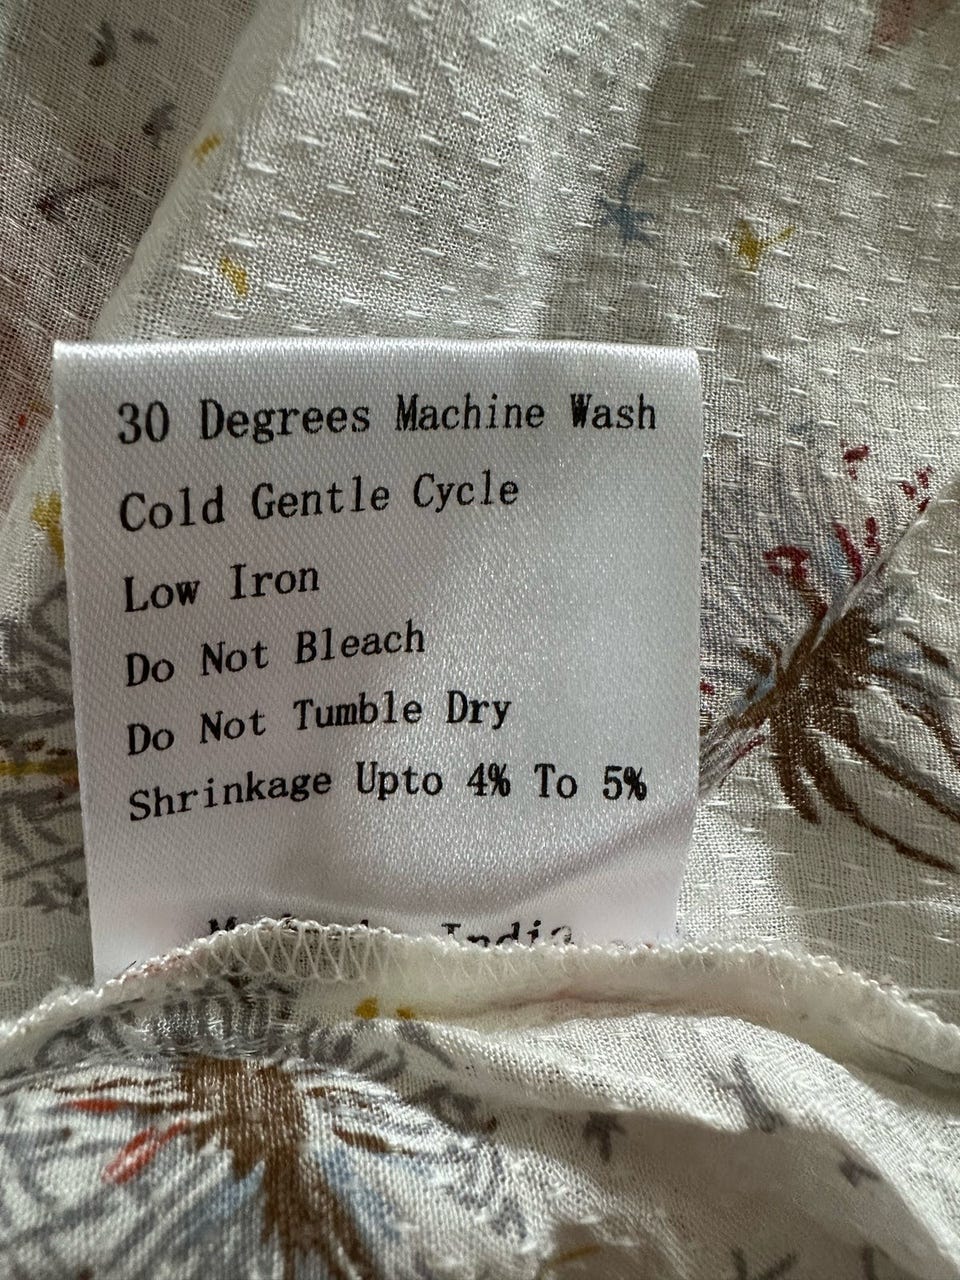 30 Degrees Machine Wash
Cold Gentle Cycle
Low Iron
Do Not Bleach
Do Not Tumble Dry
Shrinkage Upto 4% To 5%
India